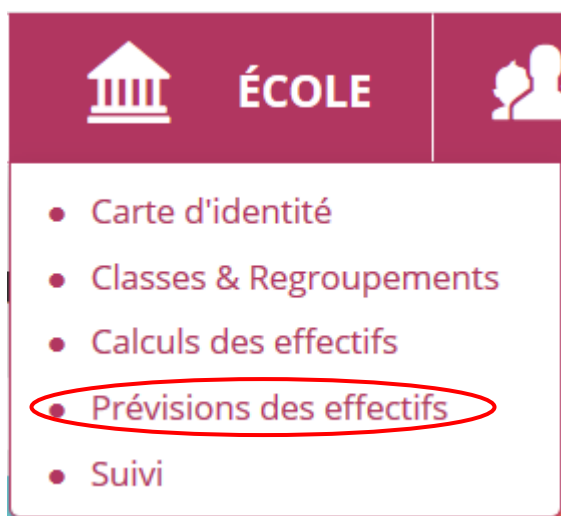 ÉCOLE
Carte d'identité
Classes & Regroupements
Calculs des effectifs
Prévisions des effectifs
Suivi